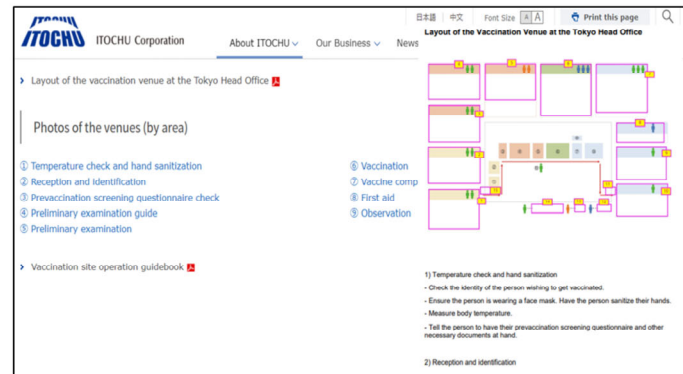 日本語
中文
Font Size A A
Print this page
ITOCHU
ITOCHU Corporation
About ITOCHU
Our Business
News
Layout of the vaccination venue at the Tokyo Head Office
Photos of the venues (by area)
① Temperature check and hand sanitization
② Reception and identification
③ Prevaccination screening questionnaire check
④ Preliminary examination guide
⑤ Preliminary examination
⑥ Vaccination
⑦ Vaccine comp
⑧ First aid
⑨ Observation
Vaccination site operation guidebook
Layout of the Vaccination Venue at the Tokyo Head Office
1) Temperature check and hand sanitization
- Check the identity of the person wishing to get vaccinated.
- Ensure the person is wearing a face mask. Have the person sanitize their hands.
- Measure body temperature.
- Tell the person to have their prevaccination screening questionnaire and other
necessary documents at hand.
2) Reception and identification